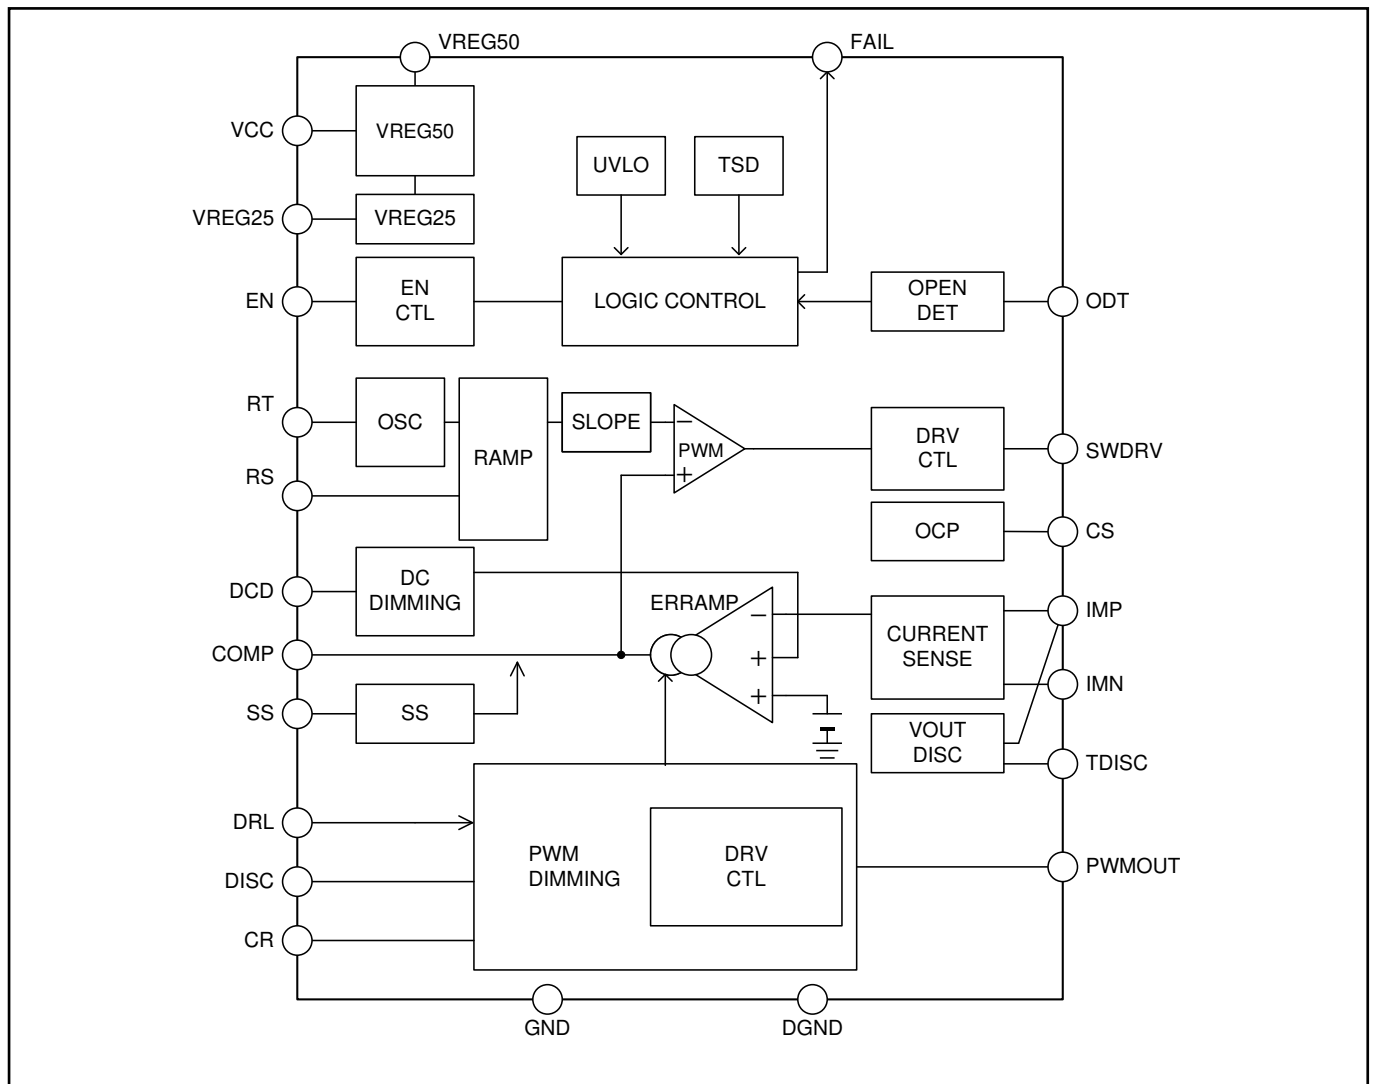 VREG50
FAIL
VCC
VREG50
UVLO
TSD
VREG25
VREG25
EN
EN
CTL
LOGIC CONTROL
OPEN
DET
ODT
RT
OSC
SLOPE
−
DRV
CTL
SWDRV
PWM
RS
RAMP
+
OCP
CS
DCD
DC
DIMMING
ERRAMP
−
CURRENT
SENSE
IMP
COMP
+
IMN
SS
SS
+
VOUT
DISC
TDISC
DRL
PWM
DIMMING
DRV
CTL
PWMOUT
DISC
CR
GND
DGND